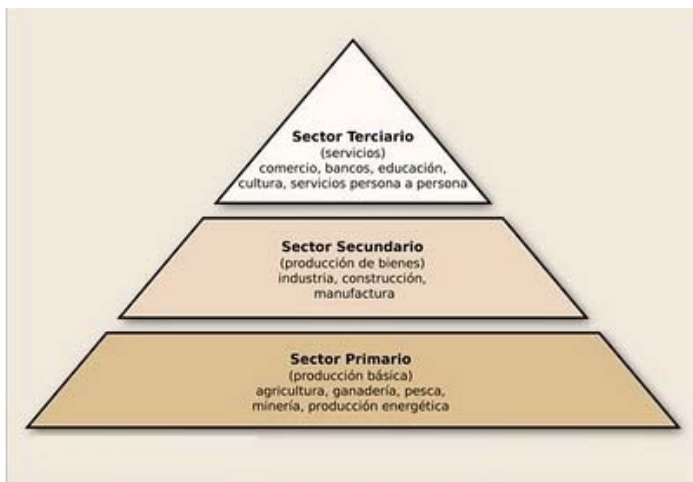 Sector Terciario
(servicios)
comercio, bancos, educación,
cultura, servicios persona a persona
Sector Secundario
(producción de bienes)
industria, construcción,
manufactura
Sector Primario
(producción básica)
agricultura, ganadería, pesca,
minería, producción energética